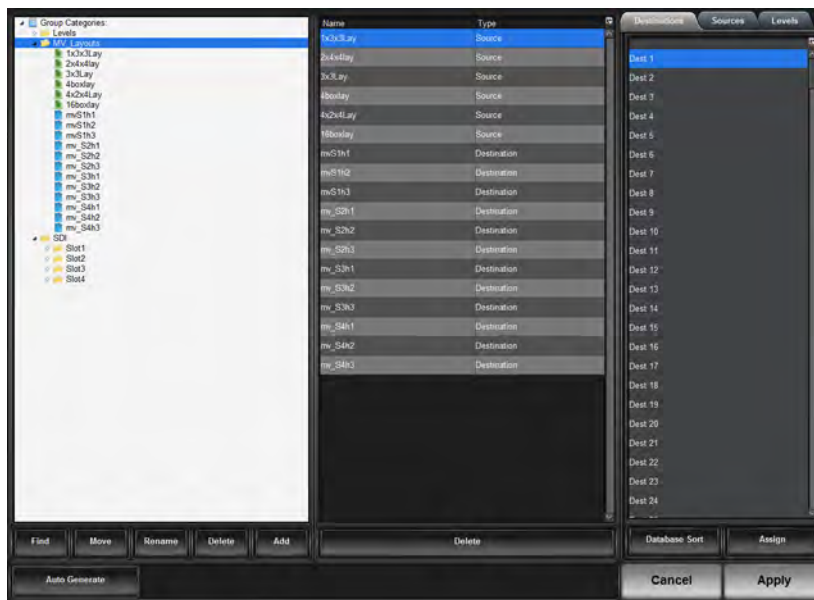 Group Categories:
Levels
MV_Layouts
1x3x3Lay
2x4x4lay
3x3Lay
4boxlay
4x2x4Lay
16boxlay
mvS1h1
mvS1h2
mvS1h3
mv_S2h1
mv_S2h2
mv_S2h3
mv_S3h1
mv_S3h2
mv_S3h3
mv_S4h1
mv_S4h2
mv_S4h3
SDI
Slot1
Slot2
Slot3
Slot4
Find Move Rename Delete Add
Auto Generate
Name Type
1x3x3Lay Source
2x4x4lay Source
3x3Lay Source
4boxlay Source
4x2x4Lay Source
16boxlay Source
mvS1h1 Destination
mvS1h2 Destination
mvS1h3 Destination
mv_S2h1 Destination
mv_S2h2 Destination
mv_S2h3 Destination
mv_S3h1 Destination
mv_S3h2 Destination
mv_S3h3 Destination
mv_S4h1 Destination
mv_S4h2 Destination
mv_S4h3 Destination
Delete
Destinations Sources Levels
Dest 1
Dest 2
Dest 3
Dest 4
Dest 5
Dest 6
Dest 7
Dest 8
Dest 9
Dest 10
Dest 11
Dest 12
Dest 13
Dest 14
Dest 15
Dest 16
Dest 17
Dest 18
Dest 19
Dest 20
Dest 21
Dest 22
Dest 23
Dest 24
Database Sort Assign
Cancel Apply